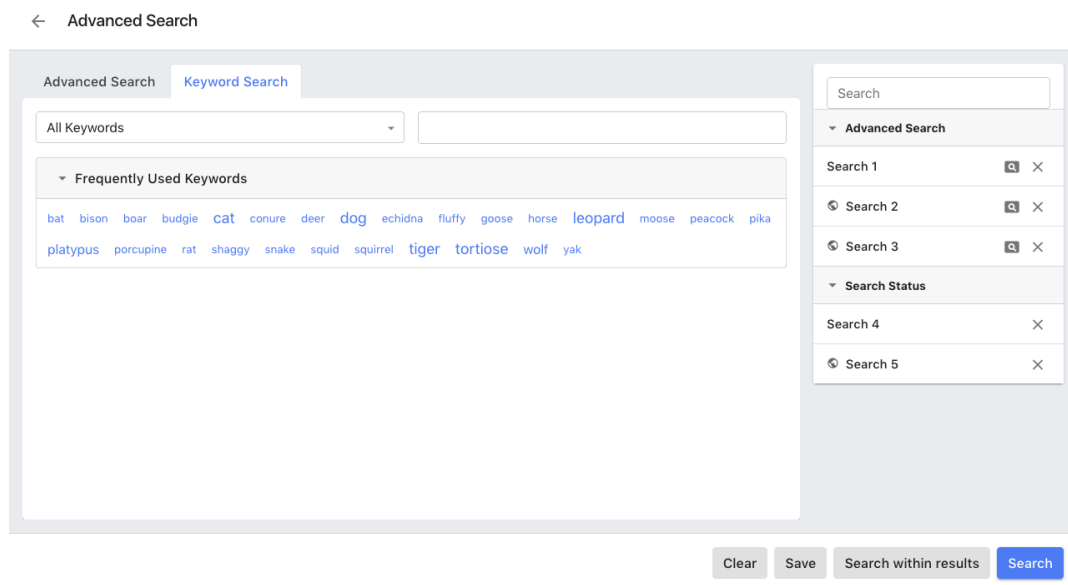 Advanced Search
Advanced Search Keyword Search
All Keywords
Frequently Used Keywords
bat bison boar budgie cat conure deer dog echidna fluffy goose horse leopard moose peacock pika
platypus porcupine rat shaggy snake squid squirrel tiger tortiose wolf yak
Search
Advanced Search
Search 1
Search 2
Search 3
Search Status
Search 4
Search 5
Clear Save Search within results Search